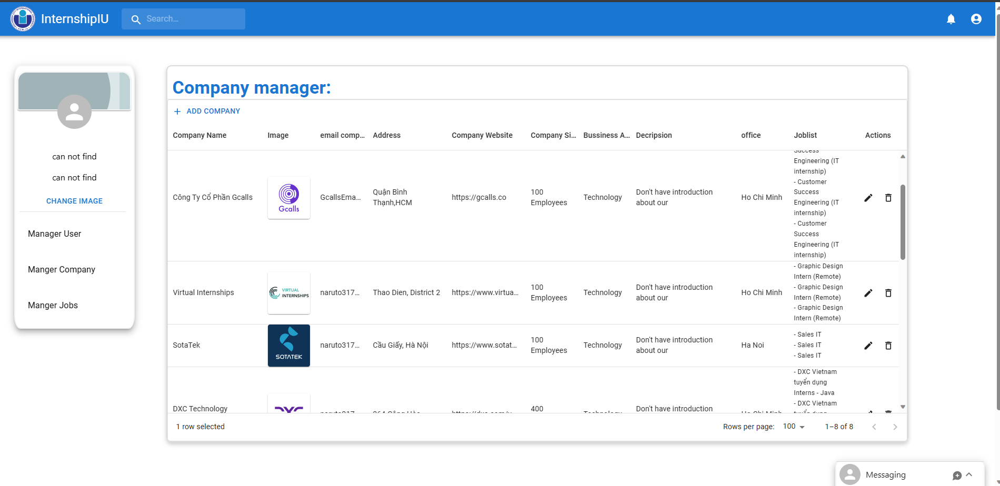 InternshipIU
Search...
can not find
can not find
CHANGE IMAGE
Manager User
Manger Company
Manger Jobs
Company manager:
ADD COMPANY
Company Name Image email comp... Address Company Website Company Si... Bussiness A... Decripsion office Joblist Actions
Success
Engineering (IT
internship)
- Customer
Success
Engineering (IT
internship)
- Customer
Success
Engineering (IT
internship)
Công Ty Cổ Phần Gcalls
Gcalls
GcallsEma...
Quận Bình
Thạnh,HCM
https://gcalls.co
100
Employees
Technology
Don't have introduction
about our
Ho Chi Minh
Virtual Internships
VIRTUAL
INTERNSHIPS
naruto317...
Thao Dien, District 2
https://www.virtua...
100
Employees
Technology
Don't have introduction
about our
Ho Chi Minh
- Graphic Design
Intern (Remote)
- Graphic Design
Intern (Remote)
- Graphic Design
Intern (Remote)
SotaTek
SOTATEK
naruto317...
Cầu Giấy, Hà Nội
https://www.sotat...
100
Employees
Technology
Don't have introduction
about our
Ha Noi
- Sales IT
- Sales IT
- Sales IT
DXC Technology
DXC
400
Don't have introduction
Ho Chi Minh
- DXC Vietnam
tuyển dụng
Interns - Java
- DXC Vietnam
tuyển dụng
1 row selected
Rows per page: 100
1–8 of 8
Messaging